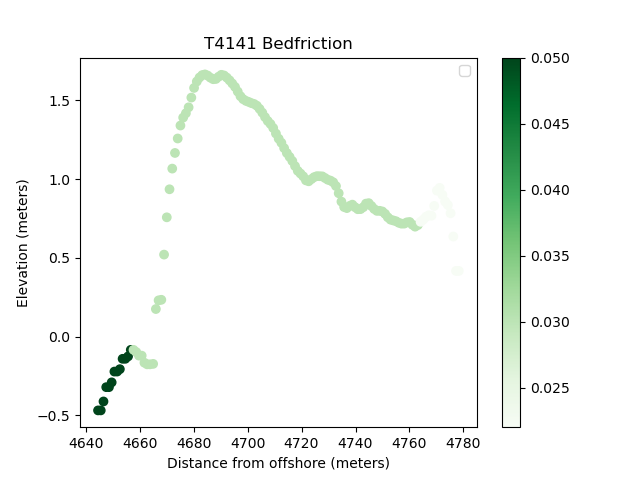 T4141 Bedfriction
Elevation (meters)
1.5
1.0
0.5
0.0
−0.5
4640 4660 4680 4700 4720 4740 4760 4780
Distance from offshore (meters)
0.050
0.045
0.040
0.035
0.030
0.025